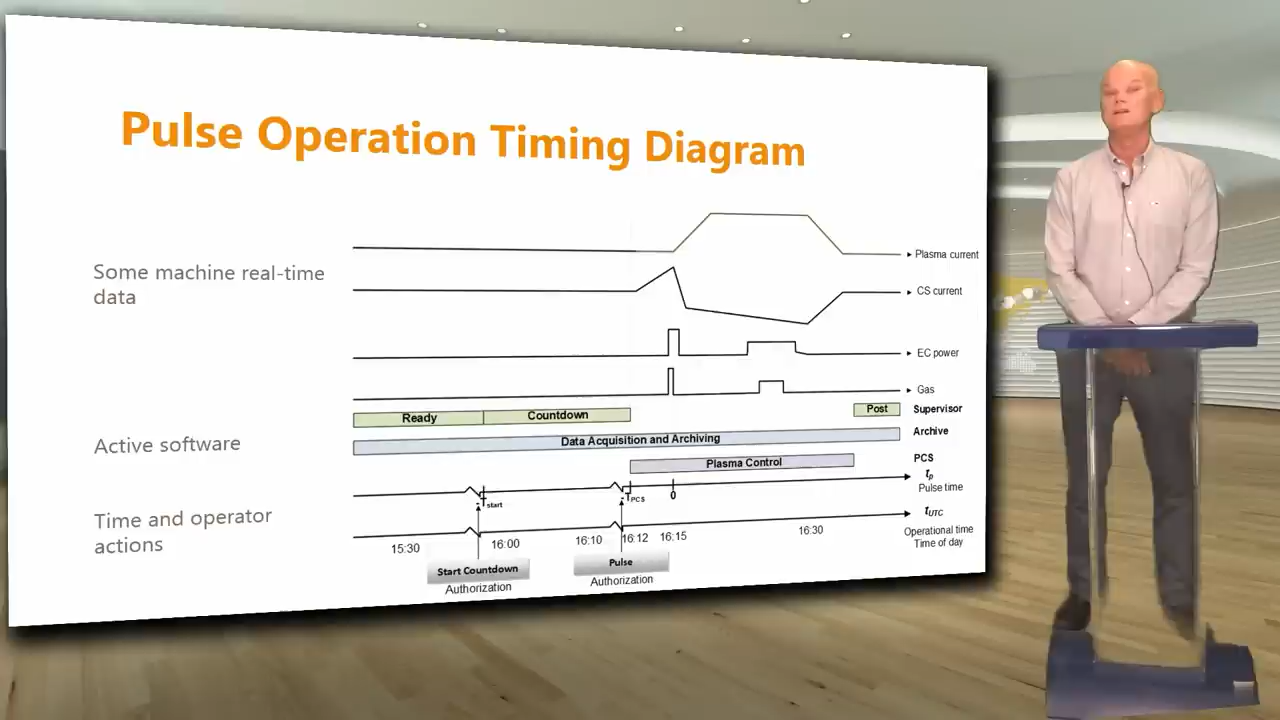 Pulse Operation Timing Diagram
Some machine real-time
data
Plasma current
CS current
EC power
Gas
Ready
Countdown
Post
Supervisor
Active software
Data Acquisition and Archiving
Archive
Plasma Control
PCS
tp
Pulse time
-Tstart
-TPCS
0
Time and operator
actions
tUTC
Operational time
Time of day
15:30
16:00
16:10
16:12
16:15
16:30
Start Countdown
Authorization
Pulse
Authorization